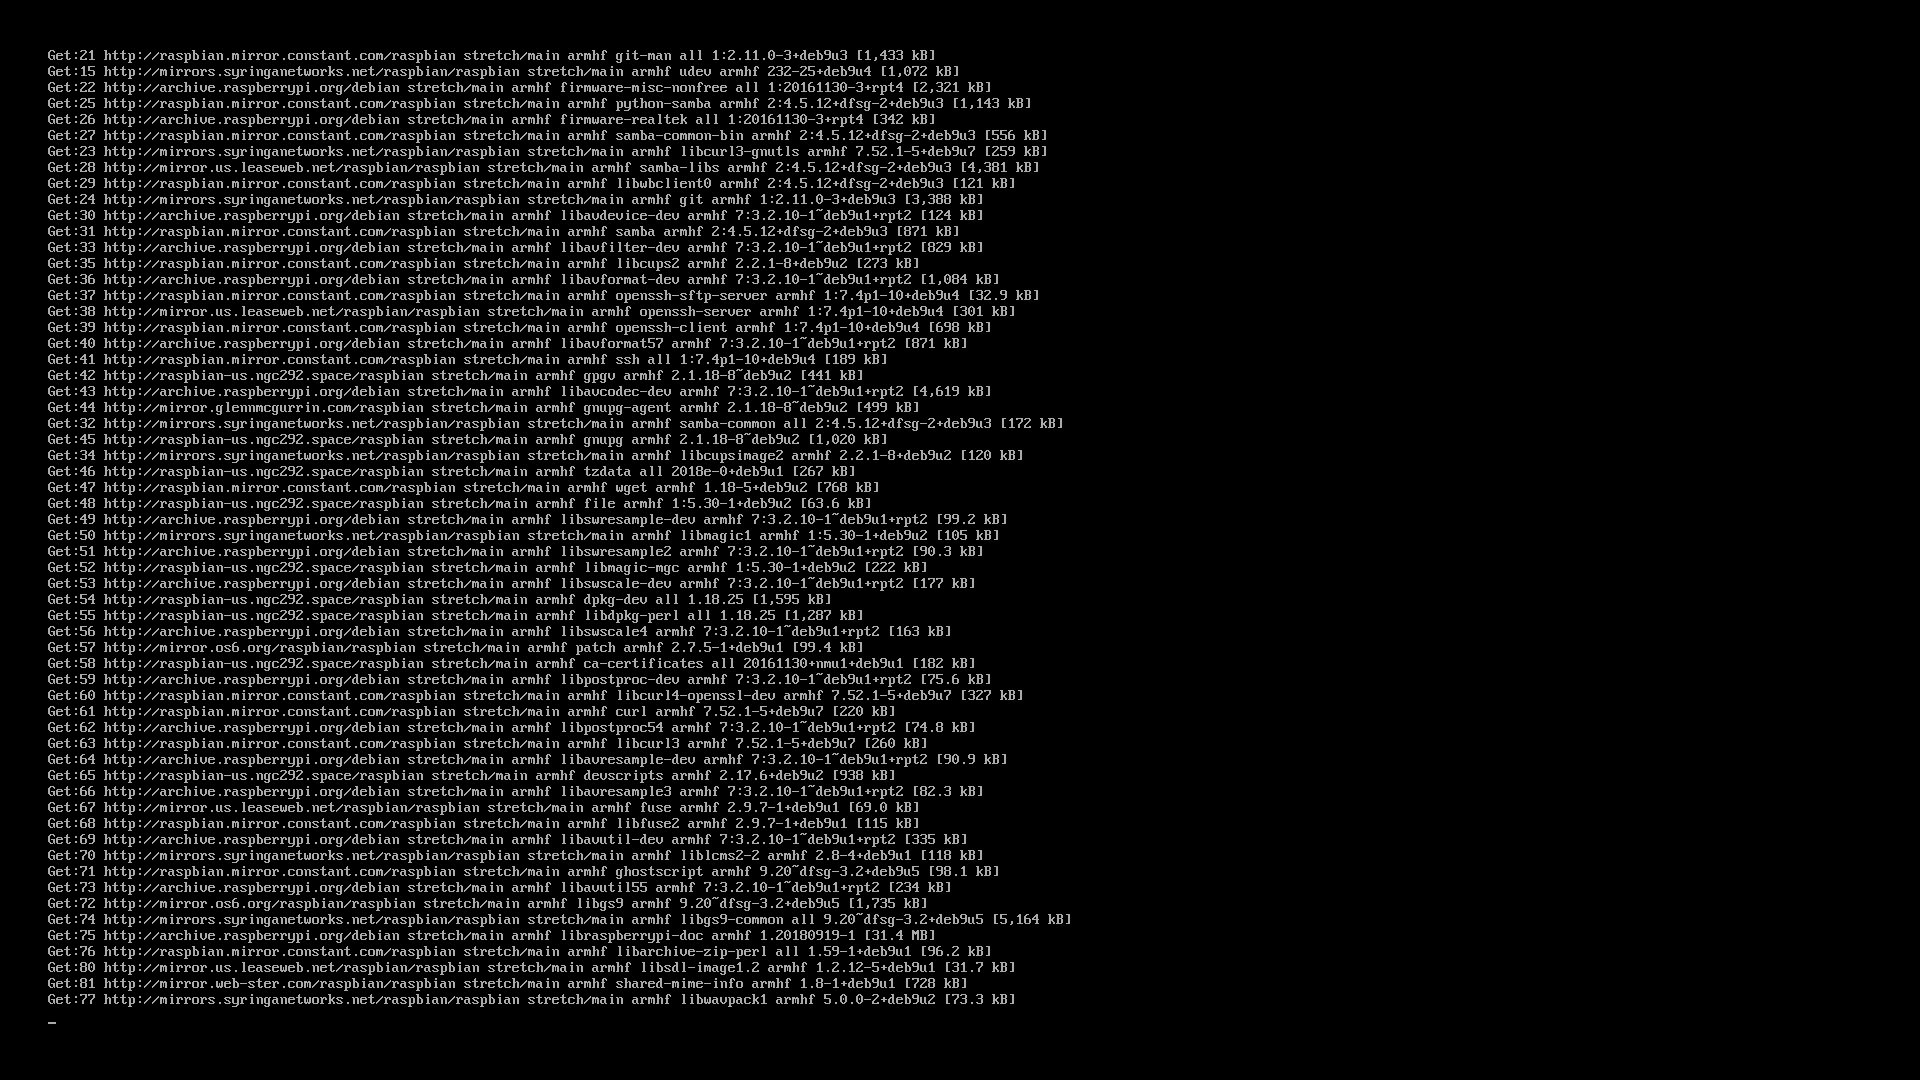 Get:21 http://raspbian.mirror.constant.com/raspbian stretch/main armhf git-man all 1:2.11.0-3+deb9u3 [1,433 kB]
Get:15 http://mirrors.syringanetworks.net/raspbian/raspbian stretch/main armhf udev armhf 232-25+deb9u4 [1,072 kB]
Get:22 http://archive.raspberrypi.org/debian stretch/main armhf firmware-misc-nonfree all 1:20161130-3+rpt4 [2,321 kB]
Get:25 http://raspbian.mirror.constant.com/raspbian stretch/main armhf python-samba armhf 2:4.5.12+dfsg-2+deb9u3 [1,143 kB]
Get:26 http://archive.raspberrypi.org/debian stretch/main armhf firmware-realtek all 1:20161130-3+rpt4 [342 kB]
Get:27 http://raspbian.mirror.constant.com/raspbian stretch/main armhf samba-common-bin armhf 2:4.5.12+dfsg-2+deb9u3 [556 kB]
Get:23 http://mirrors.syringanetworks.net/raspbian/raspbian stretch/main armhf libcurl3-gnutls armhf 7.52.1-5+deb9u7 [259 kB]
Get:28 http://mirror.us.leaseweb.net/raspbian/raspbian stretch/main armhf samba-libs armhf 2:4.5.12+dfsg-2+deb9u3 [4,381 kB]
Get:29 http://raspbian.mirror.constant.com/raspbian stretch/main armhf libwbclient0 armhf 2:4.5.12+dfsg-2+deb9u3 [121 kB]
Get:24 http://mirrors.syringanetworks.net/raspbian/raspbian stretch/main armhf git armhf 1:2.11.0-3+deb9u3 [3,388 kB]
Get:30 http://archive.raspberrypi.org/debian stretch/main armhf libavdevice-dev armhf 7:3.2.10-1~deb9u1+rpt2 [124 kB]
Get:31 http://raspbian.mirror.constant.com/raspbian stretch/main armhf samba armhf 2:4.5.12+dfsg-2+deb9u3 [871 kB]
Get:33 http://archive.raspberrypi.org/debian stretch/main armhf libavfilter-dev armhf 7:3.2.10-1~deb9u1+rpt2 [829 kB]
Get:35 http://raspbian.mirror.constant.com/raspbian stretch/main armhf libcups2 armhf 2.2.1-8+deb9u2 [273 kB]
Get:36 http://archive.raspberrypi.org/debian stretch/main armhf libavformat-dev armhf 7:3.2.10-1~deb9u1+rpt2 [1,084 kB]
Get:37 http://raspbian.mirror.constant.com/raspbian stretch/main armhf openssh-sftp-server armhf 1:7.4p1-10+deb9u4 [32.9 kB]
Get:38 http://mirror.us.leaseweb.net/raspbian/raspbian stretch/main armhf openssh-server armhf 1:7.4p1-10+deb9u4 [301 kB]
Get:39 http://raspbian.mirror.constant.com/raspbian stretch/main armhf openssh-client armhf 1:7.4p1-10+deb9u4 [698 kB]
Get:40 http://archive.raspberrypi.org/debian stretch/main armhf libavformat57 armhf 7:3.2.10-1~deb9u1+rpt2 [871 kB]
Get:41 http://raspbian.mirror.constant.com/raspbian stretch/main armhf ssh all 1:7.4p1-10+deb9u4 [189 kB]
Get:42 http://raspbian-us.ngc292.space/raspbian stretch/main armhf gpgv armhf 2.1.18-8~deb9u2 [441 kB]
Get:43 http://archive.raspberrypi.org/debian stretch/main armhf libavcodec-dev armhf 7:3.2.10-1~deb9u1+rpt2 [4,619 kB]
Get:44 http://mirror.glennmcgurrin.com/raspbian stretch/main armhf gnupg-agent armhf 2.1.18-8~deb9u2 [499 kB]
Get:32 http://mirrors.syringanetworks.net/raspbian/raspbian stretch/main armhf samba-common all 2:4.5.12+dfsg-2+deb9u3 [172 kB]
Get:45 http://raspbian-us.ngc292.space/raspbian stretch/main armhf gnupg armhf 2.1.18-8~deb9u2 [1,020 kB]
Get:34 http://mirrors.syringanetworks.net/raspbian/raspbian stretch/main armhf libcupsimage2 armhf 2.2.1-8+deb9u2 [120 kB]
Get:46 http://raspbian-us.ngc292.space/raspbian stretch/main armhf tzdata all 2018e-0+deb9u1 [267 kB]
Get:47 http://raspbian.mirror.constant.com/raspbian stretch/main armhf wget armhf 1.18-5+deb9u2 [768 kB]
Get:48 http://raspbian-us.ngc292.space/raspbian stretch/main armhf file armhf 1:5.30-1+deb9u2 [63.6 kB]
Get:49 http://archive.raspberrypi.org/debian stretch/main armhf libswresample-dev armhf 7:3.2.10-1~deb9u1+rpt2 [99.2 kB]
Get:50 http://mirrors.syringanetworks.net/raspbian/raspbian stretch/main armhf libmagic1 armhf 1:5.30-1+deb9u2 [105 kB]
Get:51 http://archive.raspberrypi.org/debian stretch/main armhf libswresample2 armhf 7:3.2.10-1~deb9u1+rpt2 [90.3 kB]
Get:52 http://raspbian-us.ngc292.space/raspbian stretch/main armhf libmagic-mgc armhf 1:5.30-1+deb9u2 [222 kB]
Get:53 http://archive.raspberrypi.org/debian stretch/main armhf libswscale-dev armhf 7:3.2.10-1~deb9u1+rpt2 [177 kB]
Get:54 http://raspbian-us.ngc292.space/raspbian stretch/main armhf dpkg-dev all 1.18.25 [1,595 kB]
Get:55 http://raspbian-us.ngc292.space/raspbian stretch/main armhf libdpkg-perl all 1.18.25 [1,287 kB]
Get:56 http://archive.raspberrypi.org/debian stretch/main armhf libswscale4 armhf 7:3.2.10-1~deb9u1+rpt2 [163 kB]
Get:57 http://mirror.os6.org/raspbian/raspbian stretch/main armhf patch armhf 2.7.5-1+deb9u1 [99.4 kB]
Get:58 http://raspbian-us.ngc292.space/raspbian stretch/main armhf ca-certificates all 20161130+nmu1+deb9u1 [182 kB]
Get:59 http://archive.raspberrypi.org/debian stretch/main armhf libpostproc-dev armhf 7:3.2.10-1~deb9u1+rpt2 [75.6 kB]
Get:60 http://raspbian.mirror.constant.com/raspbian stretch/main armhf libcurl4-openssl-dev armhf 7.52.1-5+deb9u7 [327 kB]
Get:61 http://raspbian.mirror.constant.com/raspbian stretch/main armhf curl armhf 7.52.1-5+deb9u7 [220 kB]
Get:62 http://archive.raspberrypi.org/debian stretch/main armhf libpostproc54 armhf 7:3.2.10-1~deb9u1+rpt2 [74.8 kB]
Get:63 http://raspbian.mirror.constant.com/raspbian stretch/main armhf libcurl3 armhf 7.52.1-5+deb9u7 [260 kB]
Get:64 http://archive.raspberrypi.org/debian stretch/main armhf libavresample-dev armhf 7:3.2.10-1~deb9u1+rpt2 [90.9 kB]
Get:65 http://raspbian-us.ngc292.space/raspbian stretch/main armhf devscripts armhf 2.17.6+deb9u2 [938 kB]
Get:66 http://archive.raspberrypi.org/debian stretch/main armhf libavresample3 armhf 7:3.2.10-1~deb9u1+rpt2 [82.3 kB]
Get:67 http://mirror.us.leaseweb.net/raspbian/raspbian stretch/main armhf fuse armhf 2.9.7-1+deb9u1 [69.0 kB]
Get:68 http://raspbian.mirror.constant.com/raspbian stretch/main armhf libfuse2 armhf 2.9.7-1+deb9u1 [115 kB]
Get:69 http://archive.raspberrypi.org/debian stretch/main armhf libavutil-dev armhf 7:3.2.10-1~deb9u1+rpt2 [335 kB]
Get:70 http://mirrors.syringanetworks.net/raspbian/raspbian stretch/main armhf liblcms2-2 armhf 2.8-4+deb9u1 [118 kB]
Get:71 http://raspbian.mirror.constant.com/raspbian stretch/main armhf ghostscript armhf 9.20~dfsg-3.2+deb9u5 [98.1 kB]
Get:73 http://archive.raspberrypi.org/debian stretch/main armhf libavutil55 armhf 7:3.2.10-1~deb9u1+rpt2 [234 kB]
Get:72 http://mirror.os6.org/raspbian/raspbian stretch/main armhf libgs9 armhf 9.20~dfsg-3.2+deb9u5 [1,735 kB]
Get:74 http://mirrors.syringanetworks.net/raspbian/raspbian stretch/main armhf libgs9-common all 9.20~dfsg-3.2+deb9u5 [5,164 kB]
Get:75 http://archive.raspberrypi.org/debian stretch/main armhf libraspberrypi-doc armhf 1.20180919-1 [31.4 MB]
Get:76 http://raspbian.mirror.constant.com/raspbian stretch/main armhf libarchive-zip-perl all 1.59-1+deb9u1 [96.2 kB]
Get:80 http://mirror.us.leaseweb.net/raspbian/raspbian stretch/main armhf libsdl-image1.2 armhf 1.2.12-5+deb9u1 [31.7 kB]
Get:81 http://mirror.web-ster.com/raspbian/raspbian stretch/main armhf shared-mime-info armhf 1.8-1+deb9u1 [728 kB]
Get:77 http://mirrors.syringanetworks.net/raspbian/raspbian stretch/main armhf libwavpack1 armhf 5.0.0-2+deb9u2 [73.3 kB]
_